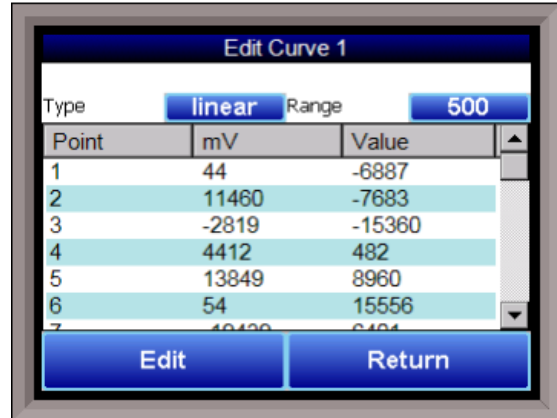 Edit Curve 1
Type linear Range 500
Point mV Value
1 44 -6887
2 11460 -7683
3 -2819 -15360
4 4412 482
5 13849 8960
6 54 15556
Edit Return